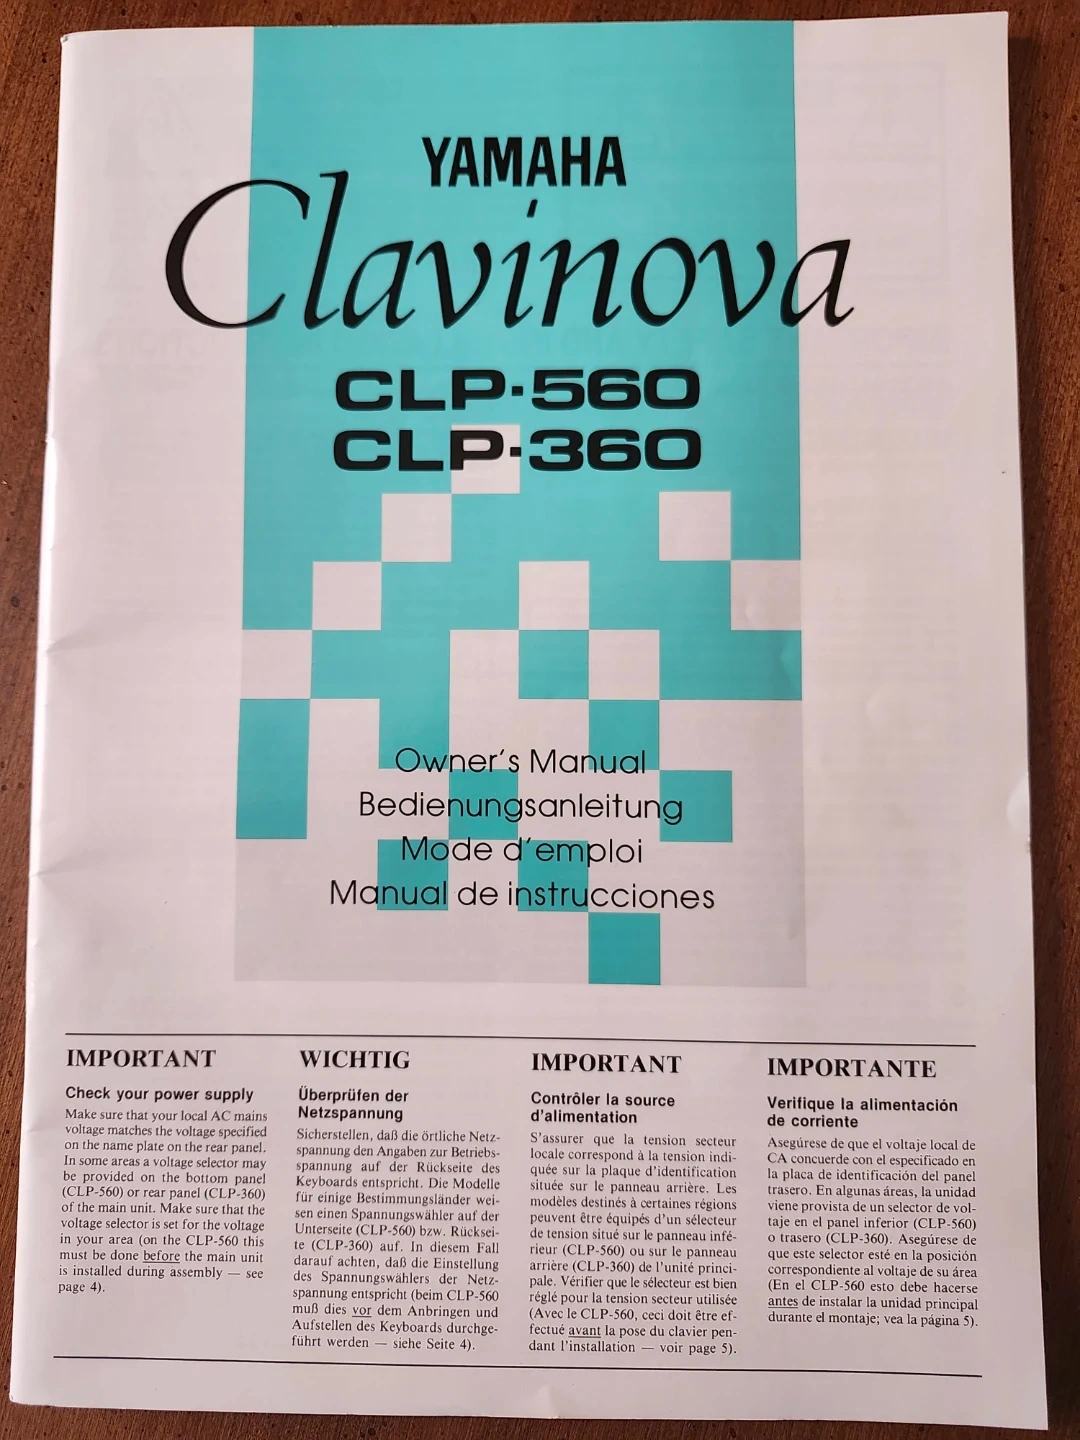 YAMAHA
Clavinova
CLP-560
CLP-360
Owner's Manual
Bedienungsanleitung
Mode d'emploi
Manual de instrucciones
IMPORTANT
Check your power supply
Make sure that your local AC mains
voltage matches the voltage specified
on the name plate on the rear panel.
In some areas a voltage selector may
be provided on the bottom panel
(CLP-560) or rear panel (CLP-360)
of the main unit. Make sure that the
voltage selector is set for the voltage
in your area (on the CLP-560 this
must be done before the main unit
is installed during assembly — see
page 4).
WICHTIG
Überprüfen der
Netzspannung
Sicherstellen, daß die örtliche Netz-
spannung den Angaben zur Betriebs-
spannung auf der Rückseite des
Keyboards entspricht. Die Modelle
für einige Bestimmungsländer wei-
sen einen Spannungswähler auf der
Unterseite (CLP-560) bzw. Rücksei-
te (CLP-360) auf. In diesem Fall
darauf achten, daß die Einstellung
des Spannungswählers der Netz-
spannung entspricht (beim CLP-560
muß dies vor dem Anbringen und
Aufstellen des Keyboards durchge-
führt werden — siehe Seite 4).
IMPORTANT
Contrôler la source
d'alimentation
S'assurer que la tension secteur
locale correspond à la tension indi-
quée sur la plaque d'identification
située sur le panneau arrière. Les
modèles destinés à certaines régions
peuvent être équipés d'un sélecteur
de tension situé sur le panneau infé-
rieur (CLP-560) ou sur le panneau
arrière (CLP-360) de l'unité princi-
pale. Vérifier que le sélecteur est bien
réglé pour la tension secteur utilisée
(Avec le CLP-560, ceci doit être ef-
fectué avant la pose du clavier pen-
dant l'installation — voir page 5).
IMPORTANTE
Verifique la alimentación
de corriente
Asegúrese de que el voltaje local de
CA concuerde con el especificado en
la placa de identificación del panel
trasero. En algunas áreas, la unidad
viene provista de un selector de vol-
taje en el panel inferior (CLP-560)
o trasero (CLP-360). Asegúrese de
que este selector esté en la posición
correspondiente al voltaje de su área
(En el CLP-560 esto debe hacerse
antes de instalar la unidad principal
durante el montaje; vea la página 5).